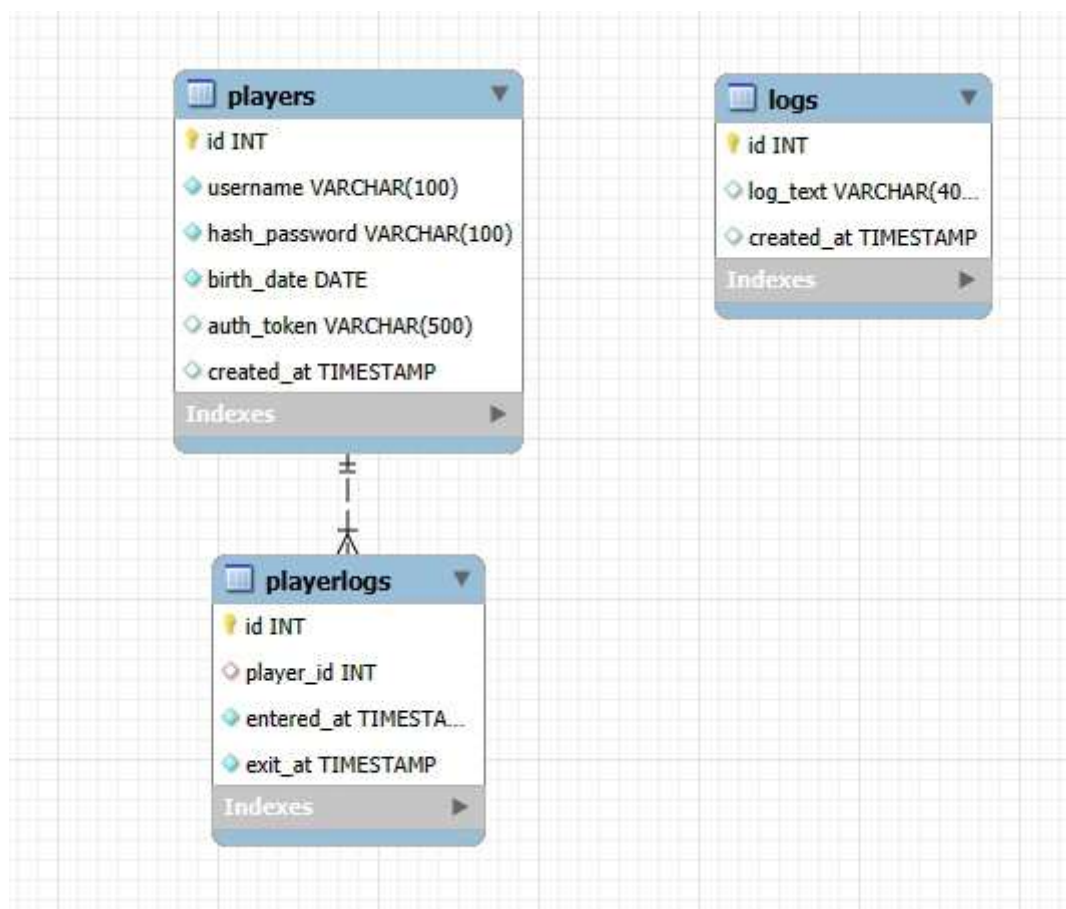 players
id INT
username VARCHAR(100)
hash_password VARCHAR(100)
birth_date DATE
auth_token VARCHAR(500)
created_at TIMESTAMP
Indexes
logs
id INT
log_text VARCHAR(40...
created_at TIMESTAMP
Indexes
playerlogs
id INT
player_id INT
entered_at TIMESTA...
exit_at TIMESTAMP
Indexes